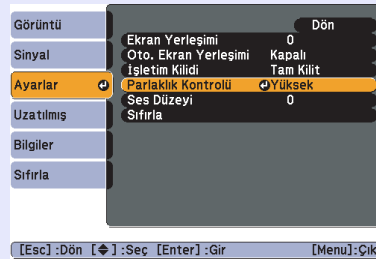 Görüntü
Sinyal
Ayarlar
Uzatılmış
Bilgiler
Sıfırla
Dön
Ekran Yerleşimi 0
Oto. Ekran Yerleşimi Kapalı
İşletim Kilidi Tam Kilit
Parlaklık Kontrolü Yüksek
Ses Düzeyi 0
Sıfırla
[Esc] :Dön [◆] :Seç [Enter] :Gir [Menu]:Çık